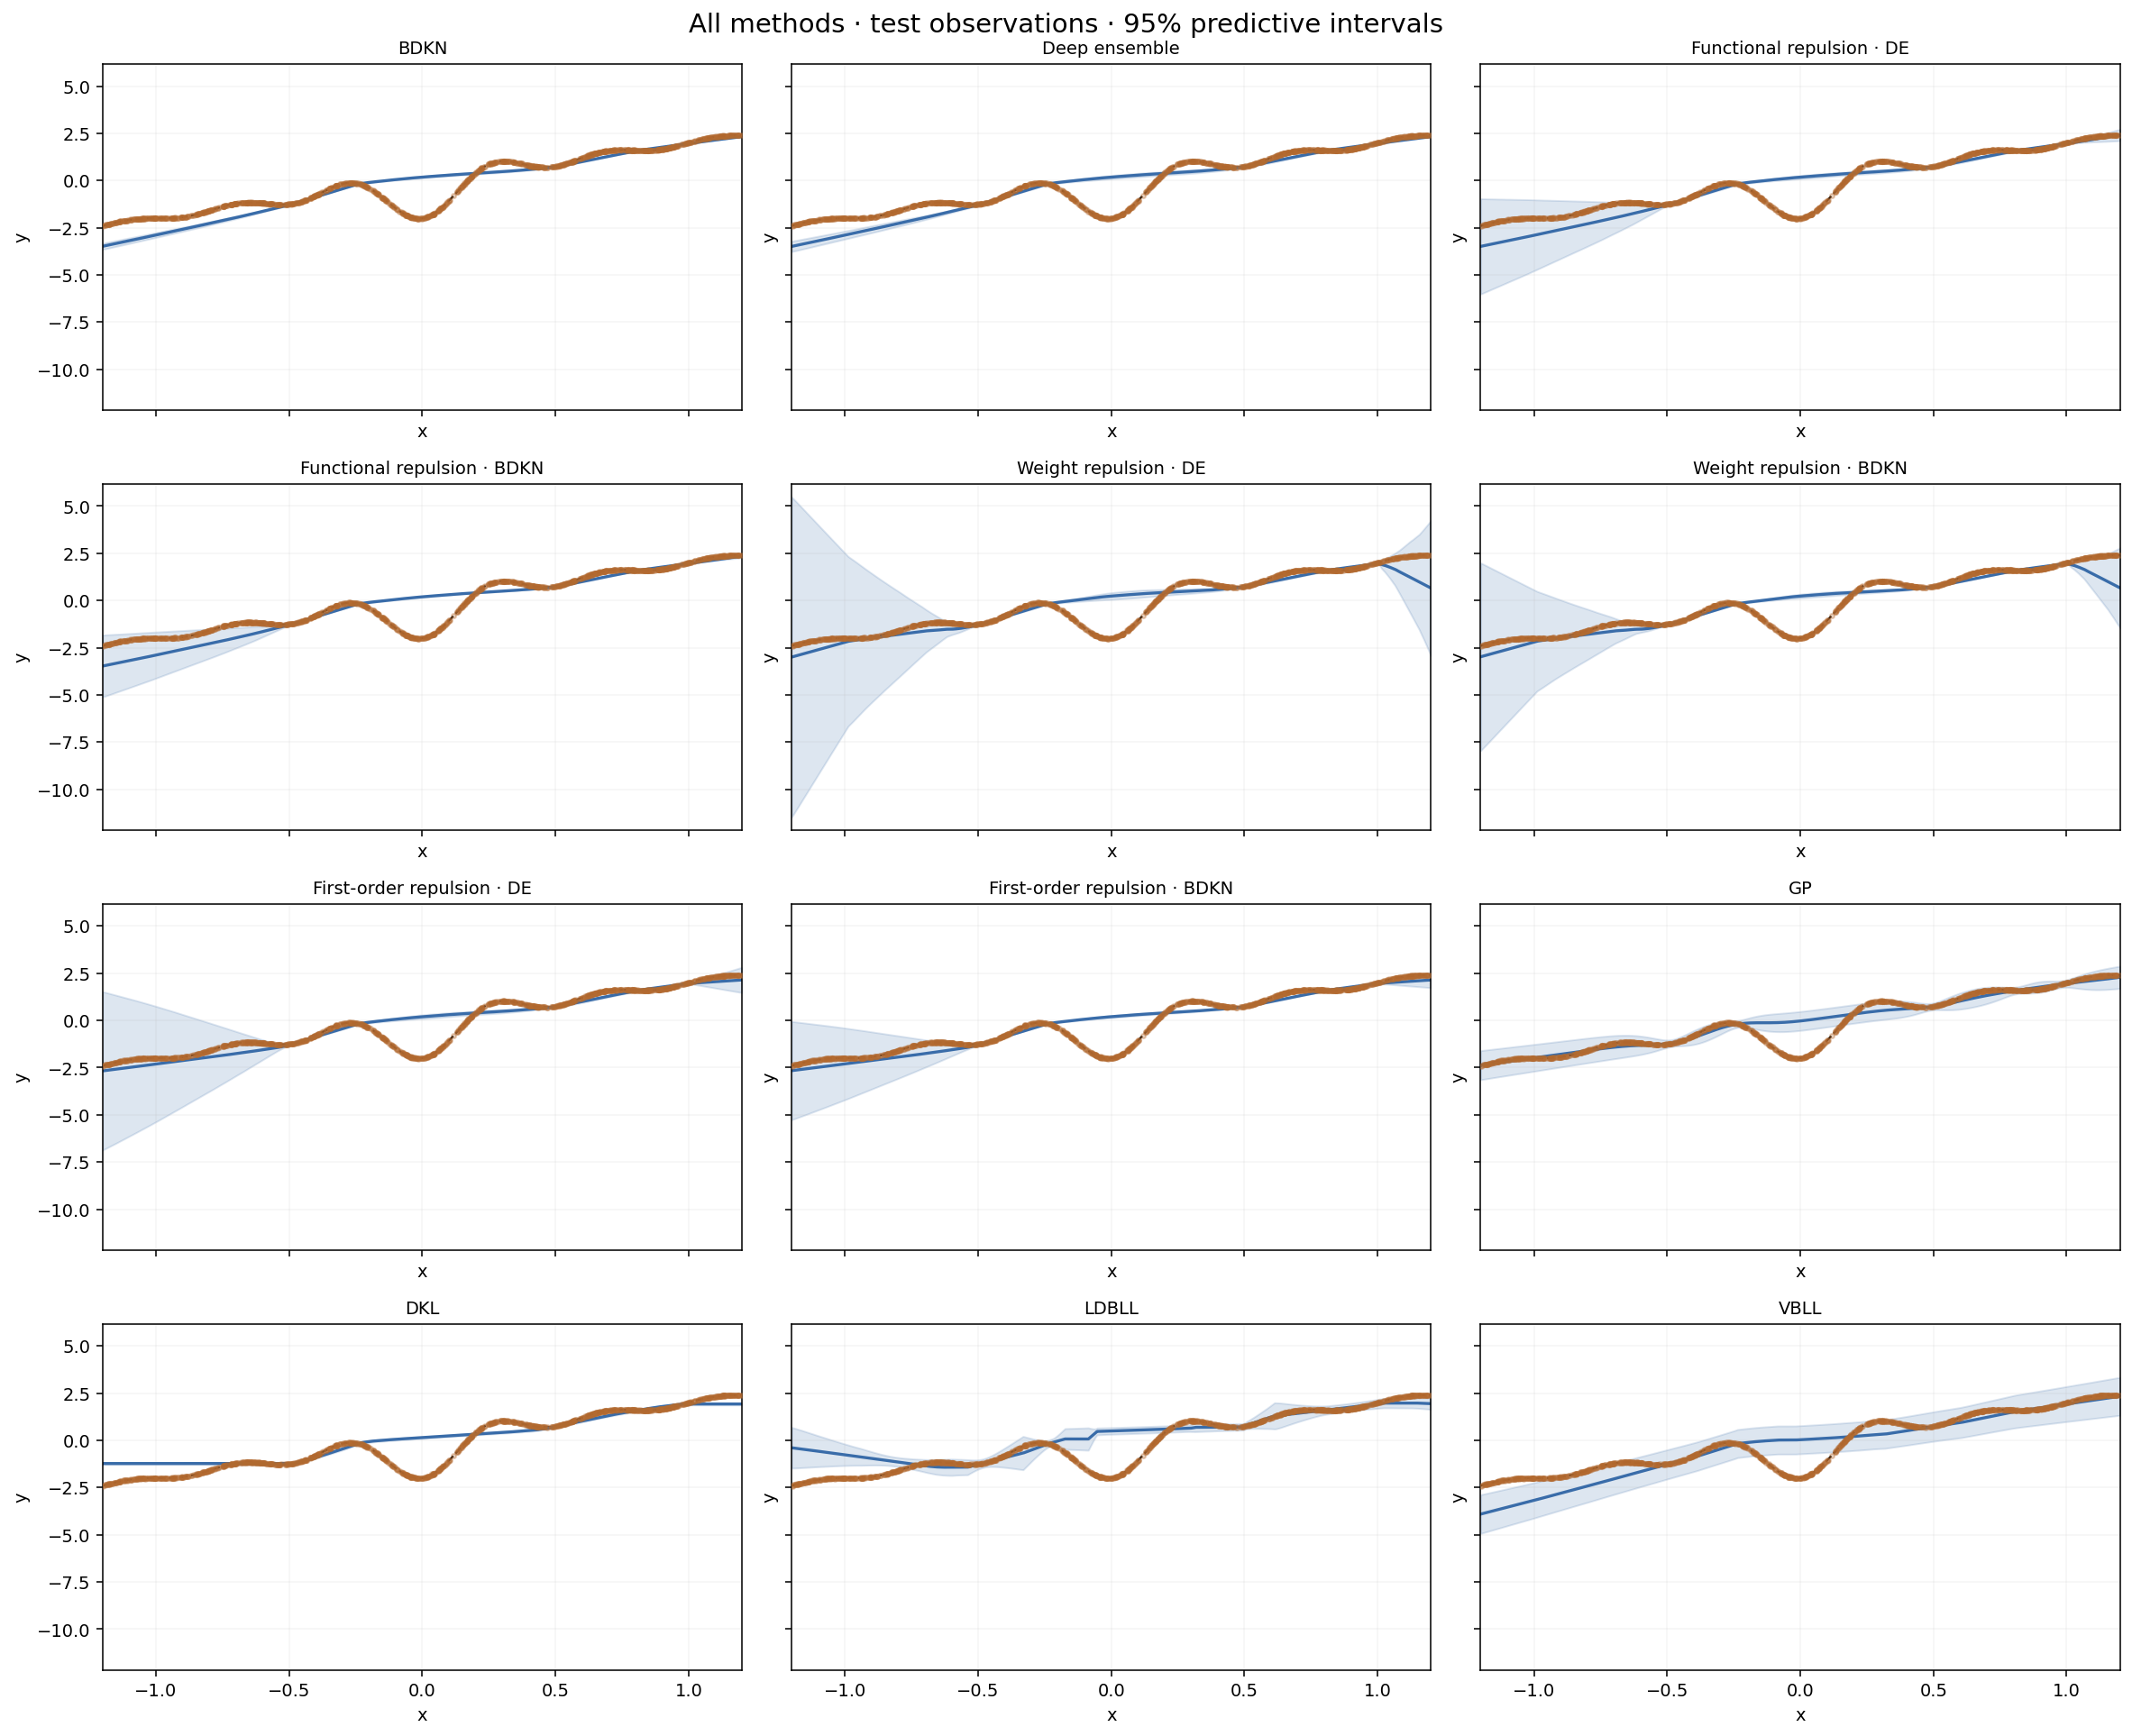 All methods · test observations · 95% predictive intervals
BDKN
Deep ensemble
Functional repulsion · DE
5.0
2.5
0.0
−2.5
−5.0
−7.5
−10.0
y
y
y
x
x
x
Functional repulsion · BDKN
Weight repulsion · DE
Weight repulsion · BDKN
5.0
2.5
0.0
−2.5
−5.0
−7.5
−10.0
y
y
y
x
x
x
First-order repulsion · DE
First-order repulsion · BDKN
GP
5.0
2.5
0.0
−2.5
−5.0
−7.5
−10.0
y
y
y
x
x
x
DKL
LDBLL
VBLL
5.0
2.5
0.0
−2.5
−5.0
−7.5
−10.0
y
y
y
−1.0 −0.5 0.0 0.5 1.0
−1.0 −0.5 0.0 0.5 1.0
−1.0 −0.5 0.0 0.5 1.0
x
x
x